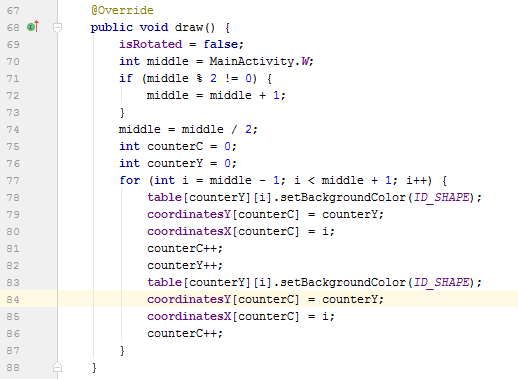 67 @Override
68 public void draw() {
69 isRotated = false;
70 int middle = MainActivity.W;
71 if (middle % 2 != 0) {
72 middle = middle + 1;
73 }
74 middle = middle / 2;
75 int counterC = 0;
76 int counterY = 0;
77 for (int i = middle - 1; i < middle + 1; i++) {
78 table[counterY][i].setBackgroundColor(ID_SHAPE);
79 coordinatesY[counterC] = counterY;
80 coordinatesX[counterC] = i;
81 counterC++;
82 counterY++;
83 table[counterY][i].setBackgroundColor(ID_SHAPE);
84 coordinatesY[counterC] = counterY;
85 coordinatesX[counterC] = i;
86 counterC++;
87 }
88 }